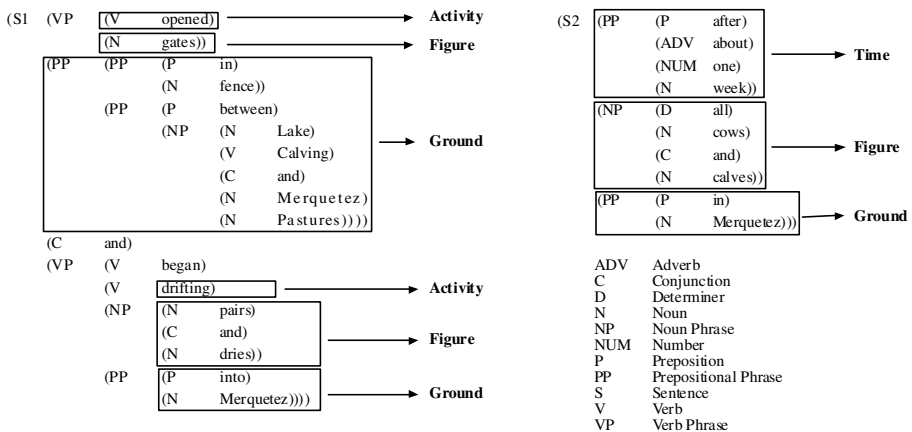 (S1 (VP (V opened) Activity
(N gates)) Figure
(PP (PP (P in)
(N fence))
(PP (P between)
(NP (N Lake)
(V Calving) Ground
(C and)
(N Merquetez)
(N Pastures))))
(C and)
(VP (V began)
(V drifting) Activity
(NP (N pairs)
(C and) Figure
(N dries))
(PP (P into) Ground
(N Merquetez))))
(S2 (PP (P after)
(ADV about) Time
(NUM one)
(N week))
(NP (D all)
(N cows)
(C and) Figure
(N calves))
(PP (P in)
(N Merquetez))) Ground
ADV Adverb
C Conjunction
D Determiner
N Noun
NP Noun Phrase
NUM Number
P Preposition
PP Prepositional Phrase
S Sentence
V Verb
VP Verb Phrase